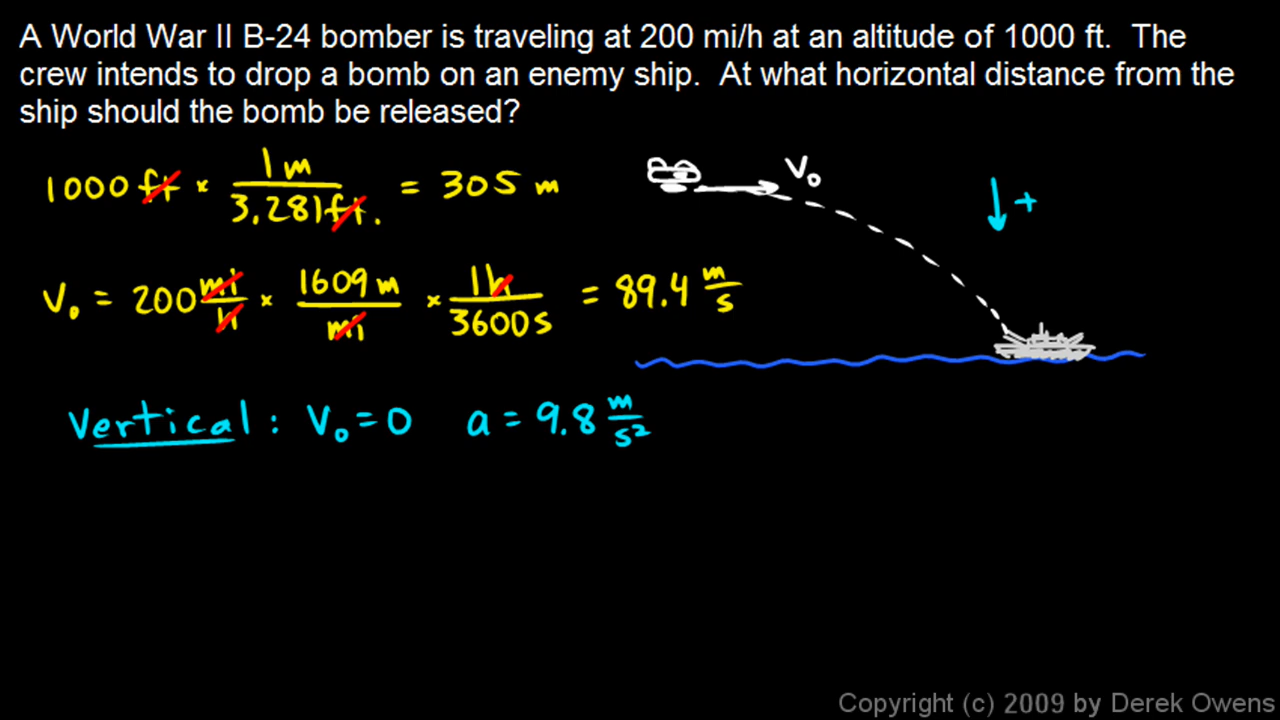 A World War II B-24 bomber is traveling at 200 mi/h at an altitude of 1000 ft. The
crew intends to drop a bomb on an enemy ship. At what horizontal distance from the
ship should the bomb be released?
1000 ft × 1 m / 3.281 ft. = 305 m
V₀
+
V₀ = 200 mi/h × 1609 m / mi × 1 h / 3600 s = 89.4 m/s
Vertical: V₀ = 0 a = 9.8 m/s²
Copyright (c) 2009 by Derek Owens